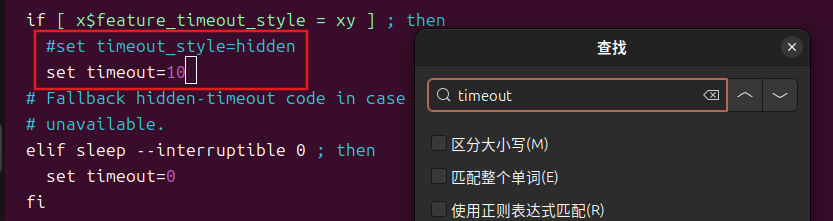 if [ x$feature_timeout_style = xy ] ; then
#set timeout_style=hidden
set timeout=10
# Fallback hidden-timeout code in case
# unavailable.
elif sleep --interruptible 0 ; then
set timeout=0
fi
查找
timeout
区分大小写(M)
匹配整个单词(E)
使用正则表达式匹配(R)